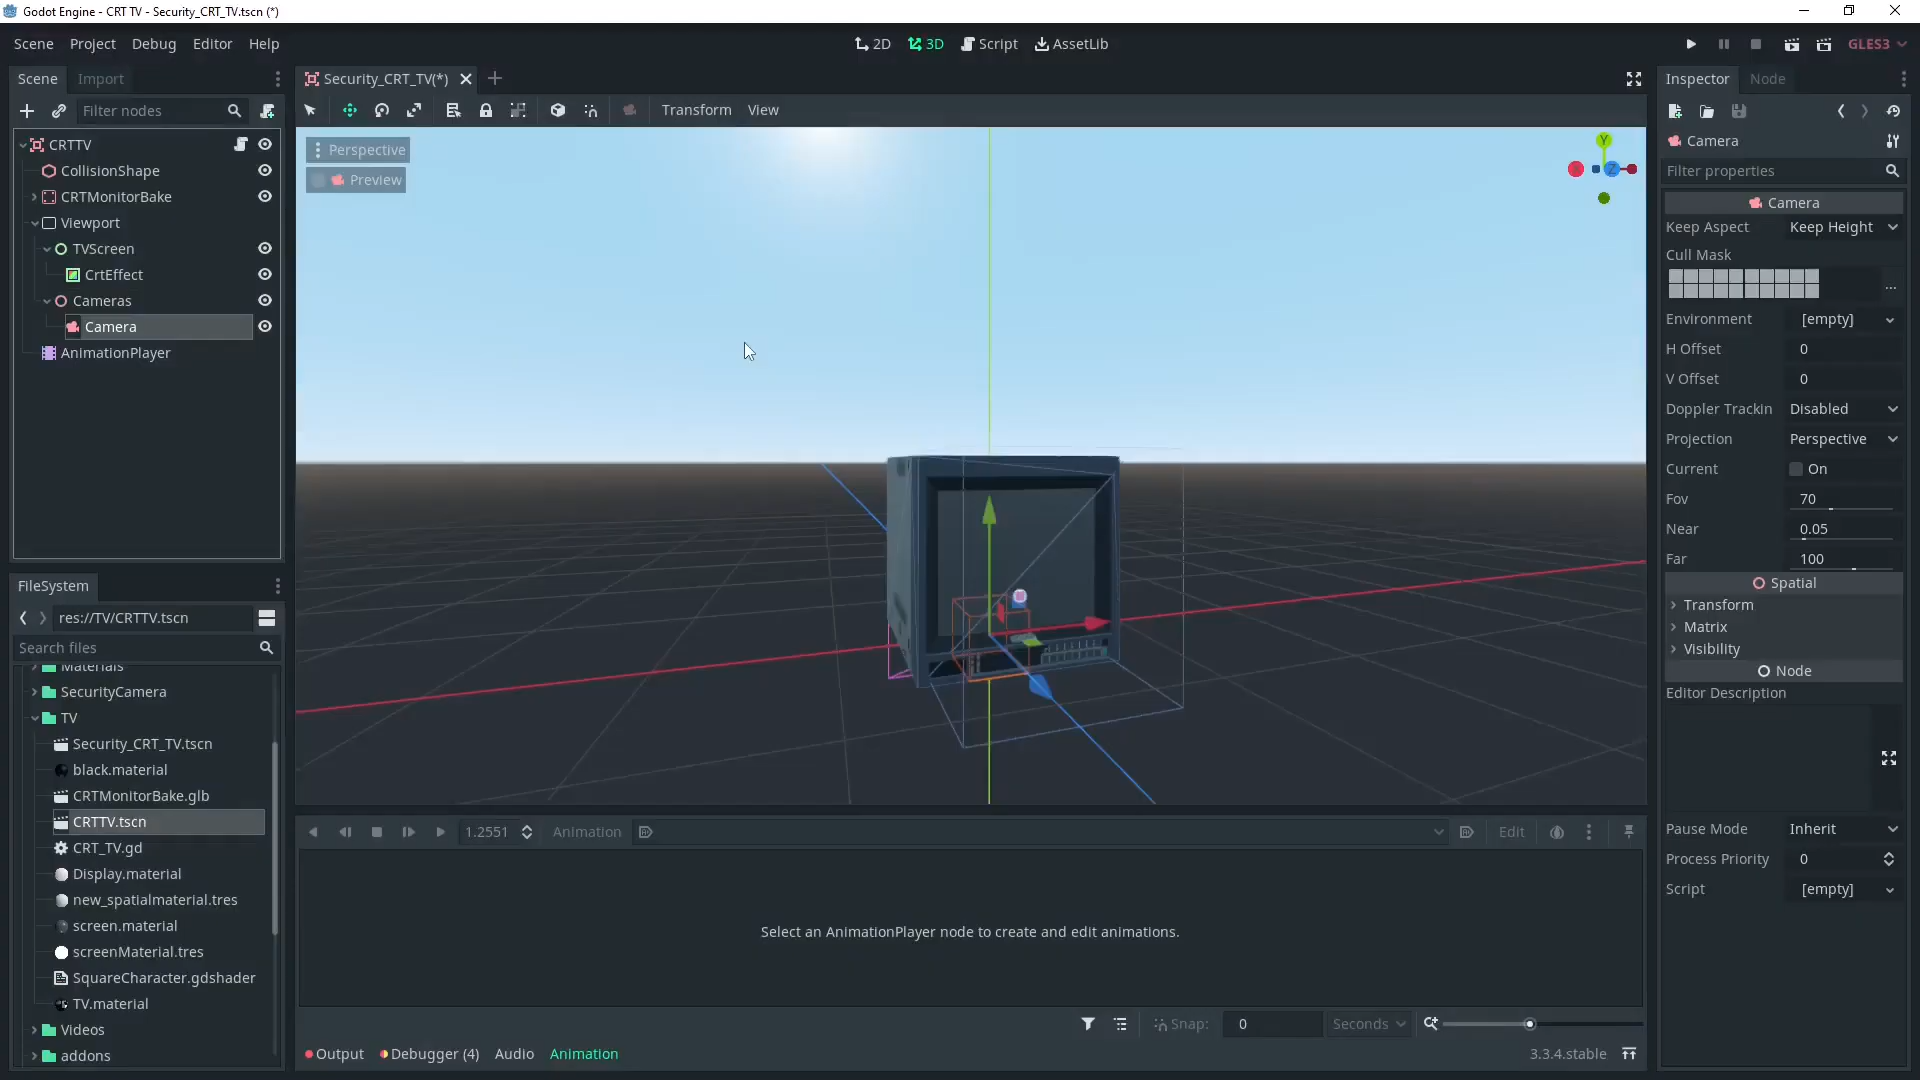 Godot Engine - CRT TV - Security_CRT_TV.tscn (*)
Scene Project Debug Editor Help
2D 3D Script AssetLib
GLES3
Scene Import
Filter nodes
CRTTV
CollisionShape
CRTMonitorBake
Viewport
TVScreen
CrtEffect
Cameras
Camera
AnimationPlayer
FileSystem
res://TV/CRTTV.tscn
Search files
Materials
SecurityCamera
TV
Security_CRT_TV.tscn
black.material
CRTMonitorBake.glb
CRTTV.tscn
CRT_TV.gd
Display.material
new_spatialmaterial.tres
screen.material
screenMaterial.tres
SquareCharacter.gdshader
TV.material
Videos
addons
Security_CRT_TV(*)
Transform View
Perspective
Preview
Y
Z
1.2551 Animation Edit
Select an AnimationPlayer node to create and edit animations.
Snap: 0 Seconds
Output Debugger (4) Audio Animation
3.3.4.stable
Inspector Node
Camera
Filter properties
Camera
Keep Aspect Keep Height
Cull Mask
...
Environment [empty]
H Offset 0
V Offset 0
Doppler Trackin Disabled
Projection Perspective
Current On
Fov 70
Near 0.05
Far 100
Spatial
Transform
Matrix
Visibility
Node
Editor Description
Pause Mode Inherit
Process Priority 0
Script [empty]